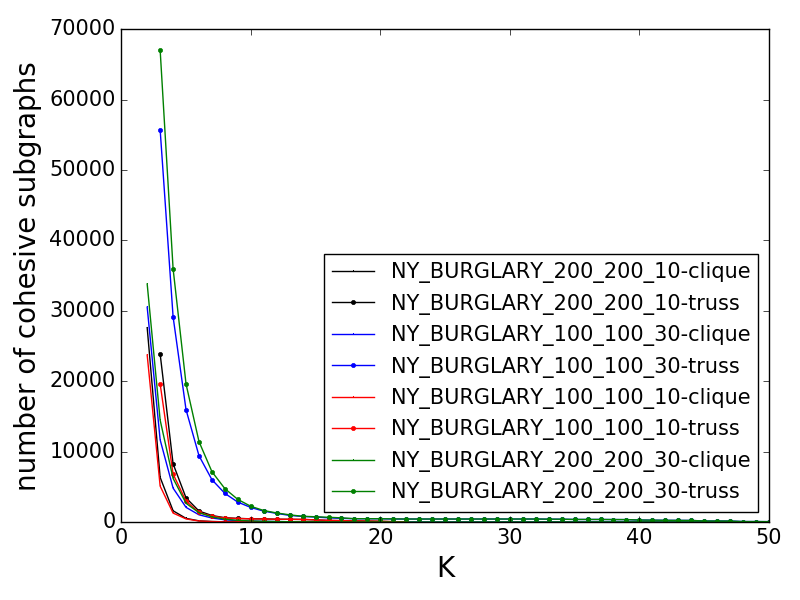 70000
60000
50000
40000
30000
20000
10000
0
number of cohesive subgraphs
NY_BURGLARY_200_200_10-clique
NY_BURGLARY_200_200_10-truss
NY_BURGLARY_100_100_30-clique
NY_BURGLARY_100_100_30-truss
NY_BURGLARY_100_100_10-clique
NY_BURGLARY_100_100_10-truss
NY_BURGLARY_200_200_30-clique
NY_BURGLARY_200_200_30-truss
0 10 20 30 40 50
K